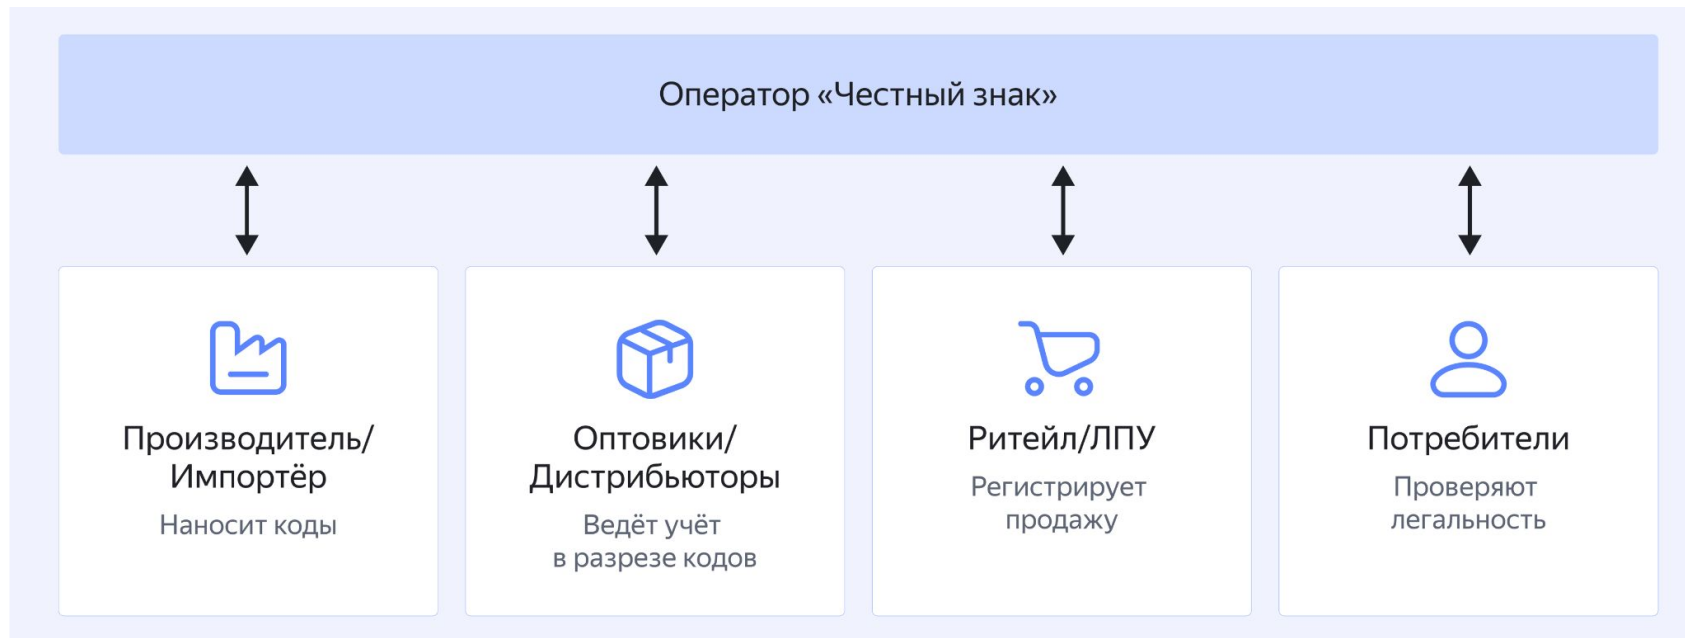 Оператор «Честный знак»
Производитель/
Импортёр
Наносит коды
Оптовики/
Дистрибьюторы
Ведёт учёт
в разрезе кодов
Ритейл/ЛПУ
Регистрирует
продажу
Потребители
Проверяют
легальность